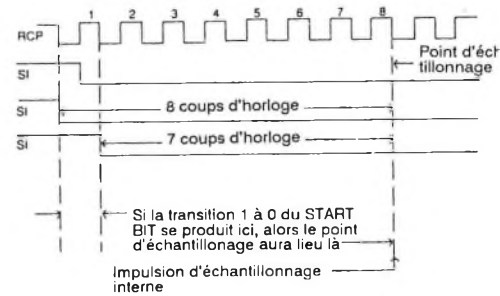 1 2 3 4 5 6 7 8
RCP
Point d'éch
tillonnage
SI
SI
8 coups d'horloge
SI
7 coups d'horloge
Si la transition 1 à 0 du START
BIT se produit ici, alors le point
d'échantillonage aura lieu là
Impulsion d'échantillonnage
interne